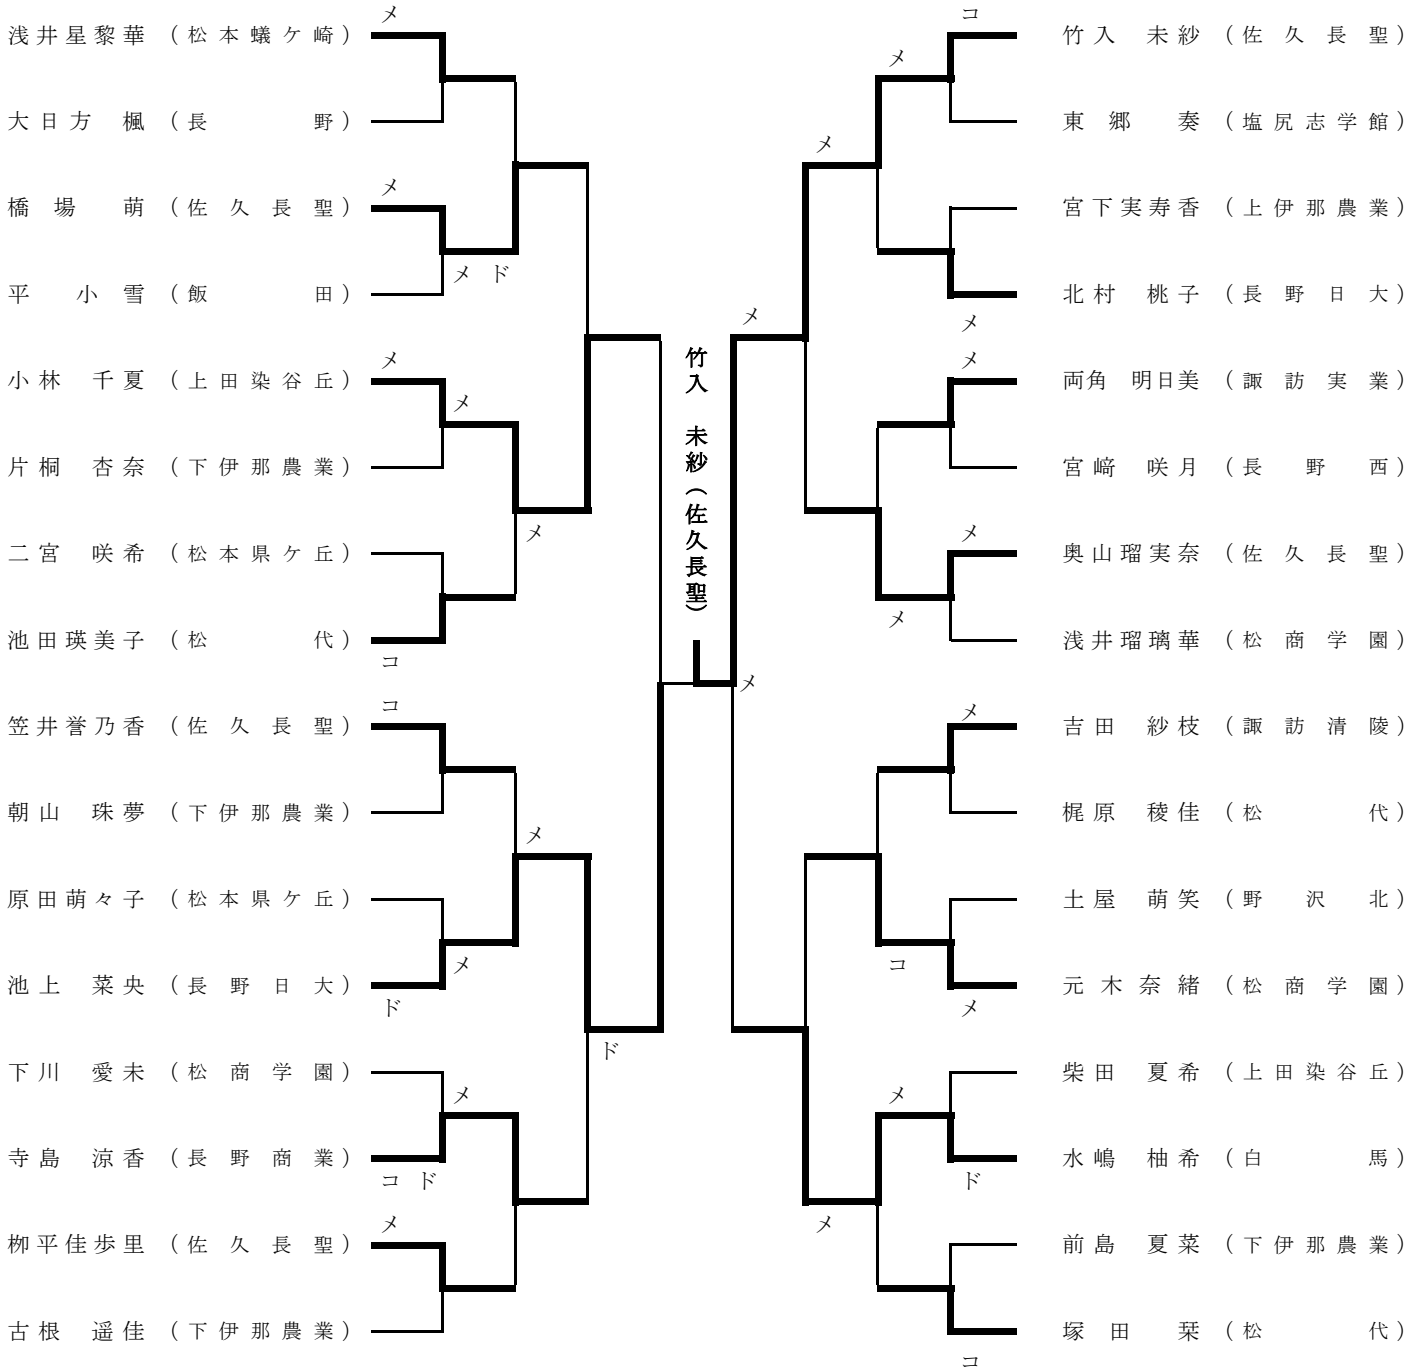 メ
浅井星黎華（松本蟻ケ崎）
大日方　楓（長　野）
メ
橋場　萌（佐久長聖）
メ　ド
平　小雪（飯　田）
メ
小林　千夏（上田染谷丘）
メ
片桐　杏奈（下伊那農業）
メ
二宮　咲希（松本県ケ丘）
池田瑛美子（松　代）
コ
コ
笠井誉乃香（佐久長聖）
朝山　珠夢（下伊那農業）
メ
原田萌々子（松本県ケ丘）
メ
池上　菜央（長野日大）
ド
ド
下川　愛未（松商学園）
メ
寺島　涼香（長野商業）
コ　ド
メ
栁平佳歩里（佐久長聖）
古根　遥佳（下伊那農業）
竹入　未紗（佐久長聖）
メ
コ
竹入　未紗（佐久長聖）
メ
東郷　奏（塩尻志学館）
メ
宮下実寿香（上伊那農業）
北村　桃子（長野日大）
メ
メ
メ
両角　明日美（諏訪実業）
宮﨑　咲月（長野西）
メ
奥山瑠実奈（佐久長聖）
メ
浅井瑠璃華（松商学園）
メ
吉田　紗枝（諏訪清陵）
梶原　稜佳（松　代）
土屋　萌笑（野沢北）
コ
元木奈緒（松商学園）
メ
柴田　夏希（上田染谷丘）
メ
水嶋　柚希（白　馬）
ド
メ
前島　夏菜（下伊那農業）
塚田　栞（松　代）
コ